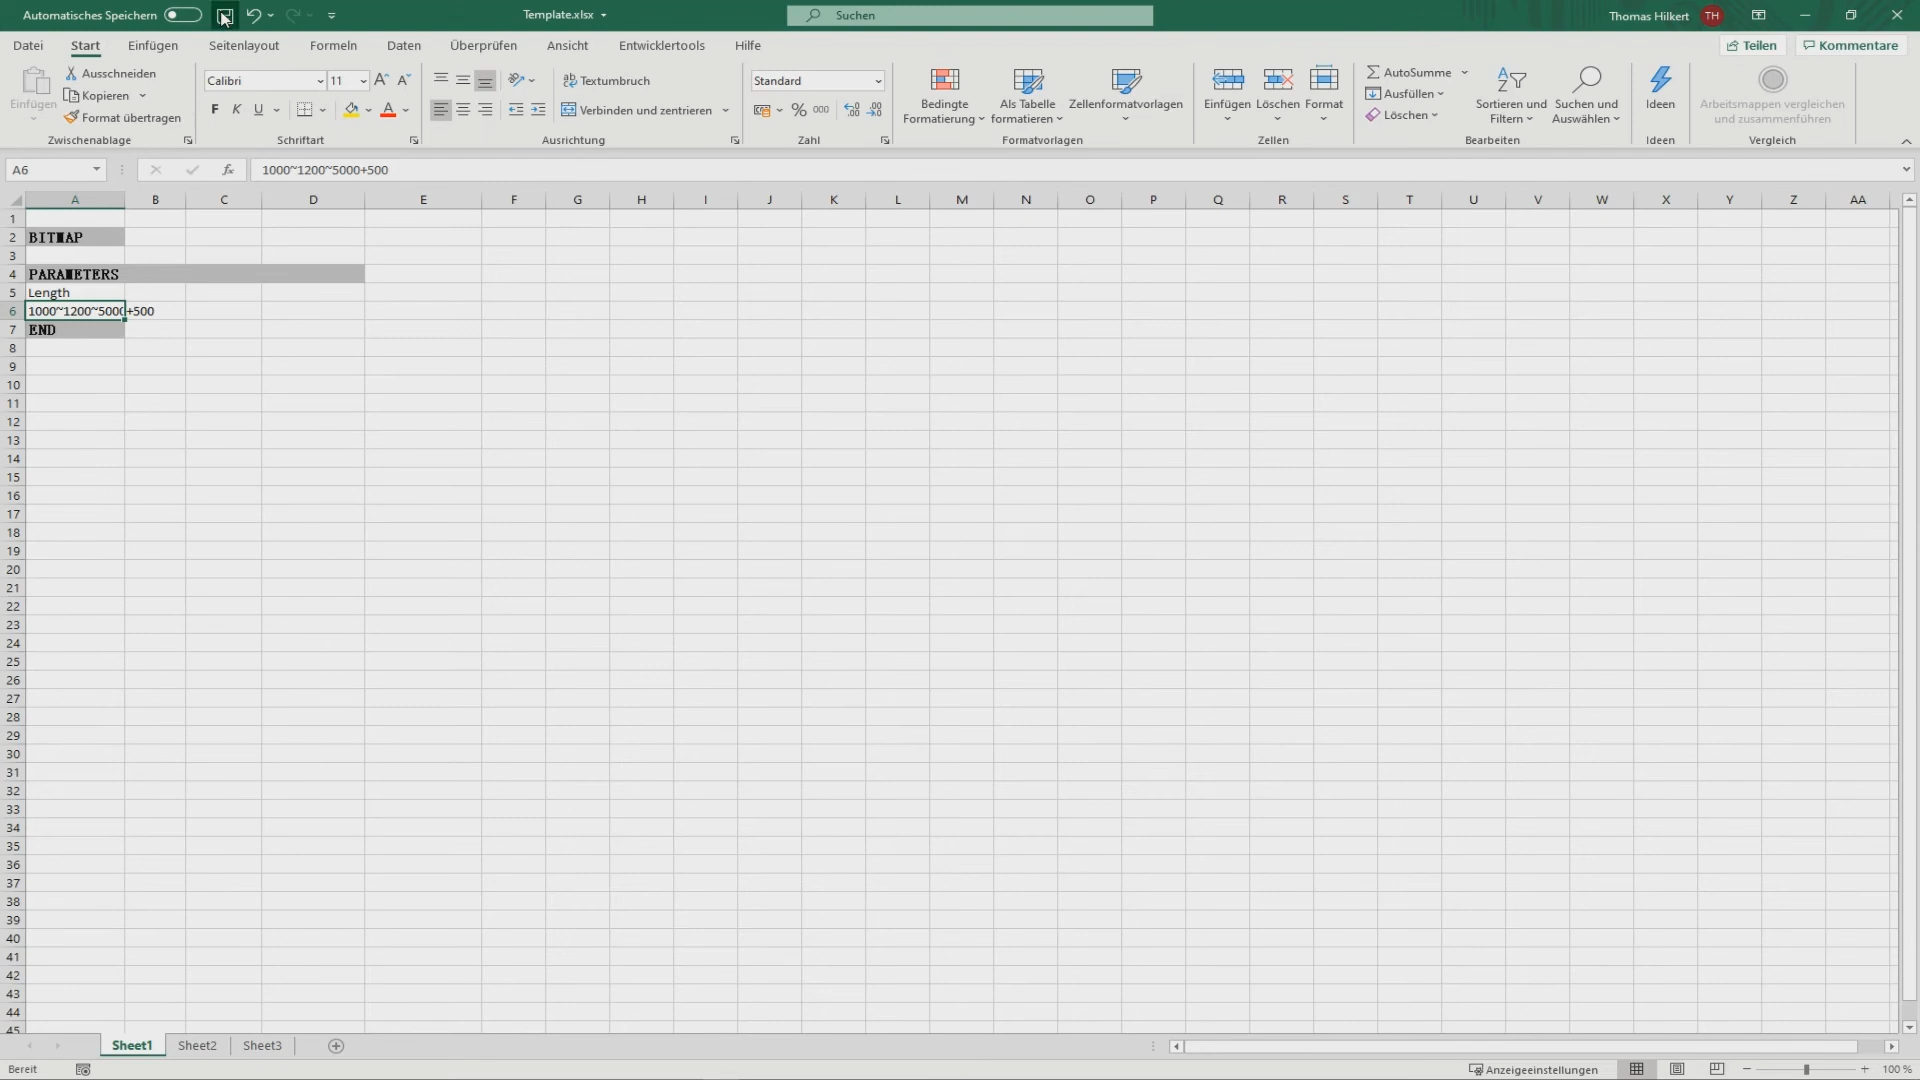 Automatisches Speichern
Template.xlsx
Suchen
Thomas Hilkert TH
Datei Start Einfügen Seitenlayout Formeln Daten Überprüfen Ansicht Entwicklertools Hilfe
Teilen Kommentare
Einfügen
Ausschneiden
Kopieren
Format übertragen
Zwischenablage
Calibri 11
F K U
Schriftart
Textumbruch
Verbinden und zentrieren
Ausrichtung
Standard
% 000
Zahl
Bedingte Formatierung
Als Tabelle formatieren
Zellenformatvorlagen
Formatvorlagen
Einfügen Löschen Format
Zellen
AutoSumme
Ausfüllen
Löschen
Sortieren und Filtern
Suchen und Auswählen
Bearbeiten
Ideen
Ideen
Arbeitsmappen vergleichen und zusammenführen
Vergleich
A6 fx 1000~1200~5000+500
A B C D E F G H I J K L M N O P Q R S T U V W X Y Z AA
1
2 BITMAP
3
4 PARAMETERS
5 Length
6 1000~1200~5000+500
7 END
8
9
10
11
12
13
14
15
16
17
18
19
20
21
22
23
24
25
26
27
28
29
30
31
32
33
34
35
36
37
38
39
40
41
42
43
44
45
Sheet1 Sheet2 Sheet3
Bereit
Anzeigeeinstellungen
100 %